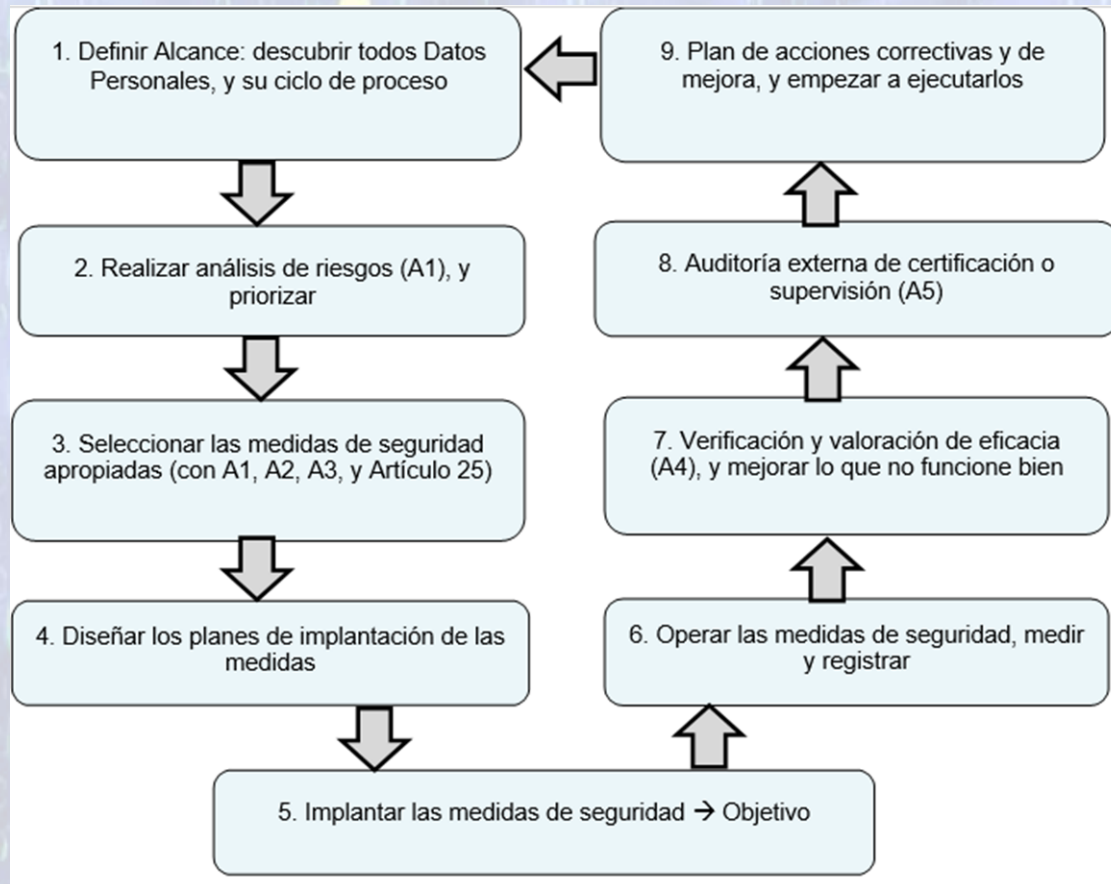 1. Definir Alcance: descubrir todos Datos
Personales, y su ciclo de proceso
2. Realizar análisis de riesgos (A1), y
priorizar
3. Seleccionar las medidas de seguridad
apropiadas (con A1, A2, A3, y Artículo 25)
4. Diseñar los planes de implantación de las
medidas
5. Implantar las medidas de seguridad → Objetivo
6. Operar las medidas de seguridad, medir
y registrar
7. Verificación y valoración de eficacia
(A4), y mejorar lo que no funcione bien
8. Auditoría externa de certificación o
supervisión (A5)
9. Plan de acciones correctivas y de
mejora, y empezar a ejecutarlos